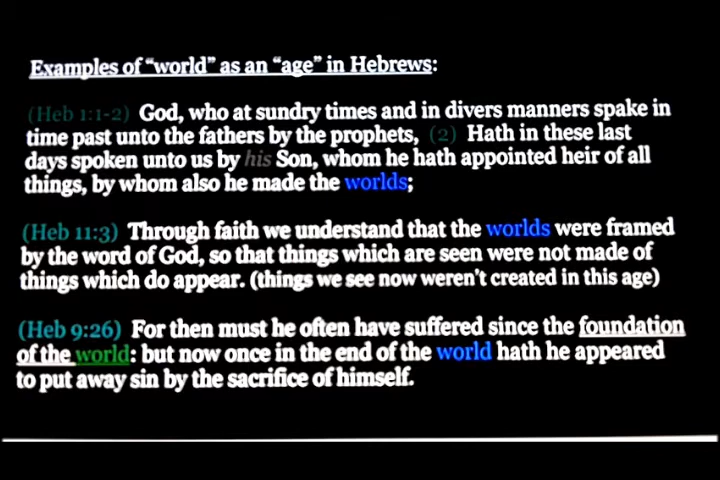 Examples of "world" as an "age" in Hebrews:
(Heb 1:1-2) God, who at sundry times and in divers manners spake in
time past unto the fathers by the prophets, (2) Hath in these last
days spoken unto us by his Son, whom he hath appointed heir of all
things, by whom also he made the worlds;
(Heb 11:3) Through faith we understand that the worlds were framed
by the word of God, so that things which are seen were not made of
things which do appear. (things we see now weren't created in this age)
(Heb 9:26) For then must he often have suffered since the foundation
of the world: but now once in the end of the world hath he appeared
to put away sin by the sacrifice of himself.